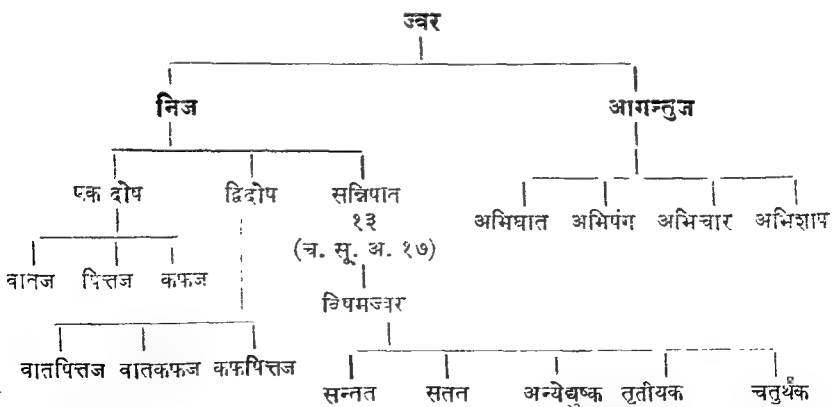 ज्वर
निज आगन्तुज
एक दोष द्विदोष सन्निपात
१३
(च. सू. अ. १७)
अभिघात अभिषंग अभिचार अभिशाप
वातज पित्तज कफज
विषमज्वर
वातपित्तज वातकफज कफपित्तज
सन्तत सतत अन्येद्युष्क तृतीयक चतुर्थक